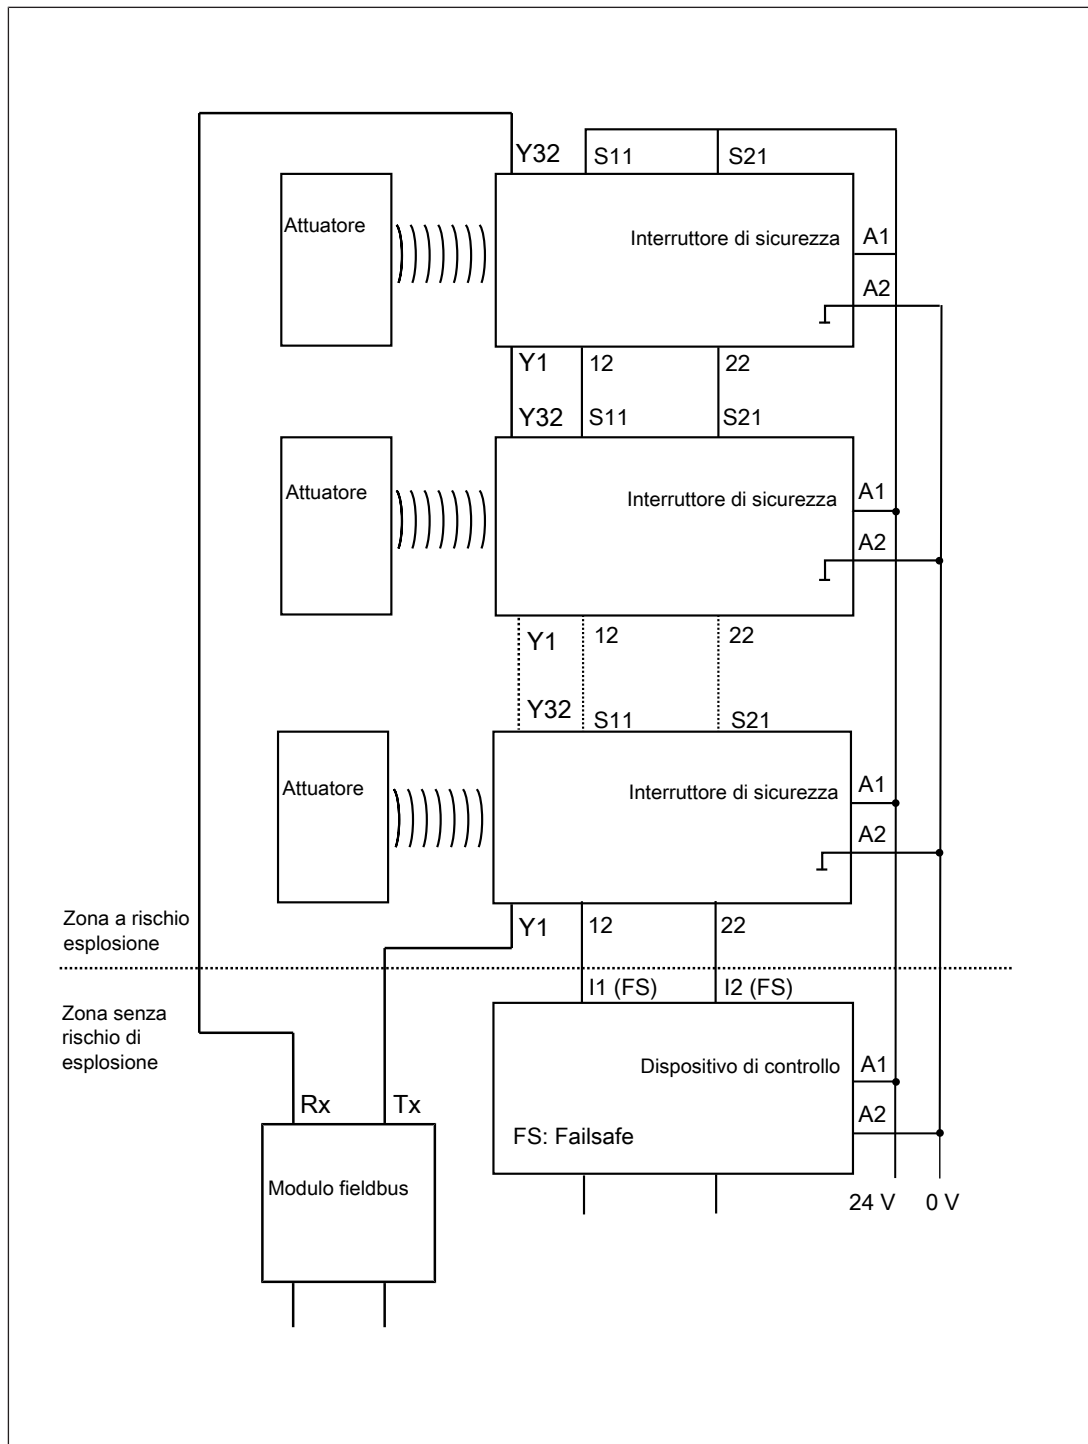 Y32
S11
S21
Attuatore
Interruttore di sicurezza
A1
A2
Y1
12
22
Y32
S11
S21
Attuatore
Interruttore di sicurezza
A1
A2
Y1
12
22
Y32
S11
S21
Attuatore
Interruttore di sicurezza
A1
A2
Zona a rischio
esplosione
Y1
12
22
Zona senza
rischio di
esplosione
I1 (FS)
I2 (FS)
Dispositivo di controllo
A1
A2
FS: Failsafe
Rx
Tx
Modulo fieldbus
24 V
0 V